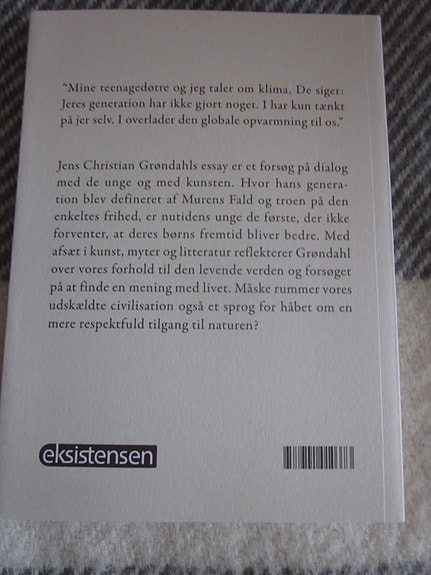 "Mine teenagedøtre og jeg taler om klima. De siger:
Jeres generation har ikke gjort noget. I har kun tænkt
på jer selv. I overlader den globale opvarmning til os."
Jens Christian Grøndahls essay er et forsøg på dialog
med de unge og med kunsten. Hvor hans genera-
tion blev defineret af Murens Fald og troen på den
enkeltes frihed, er nutidens unge de første, der ikke
forventer, at deres børns fremtid bliver bedre. Med
afsæt i kunst, myter og litteratur reflekterer Grøndahl
over vores forhold til den levende verden og forsøget
på at finde en mening med livet. Måske rummer vores
udskældte civilisation også et sprog for håbet om en
mere respektfuld tilgang til naturen?
eksistensen